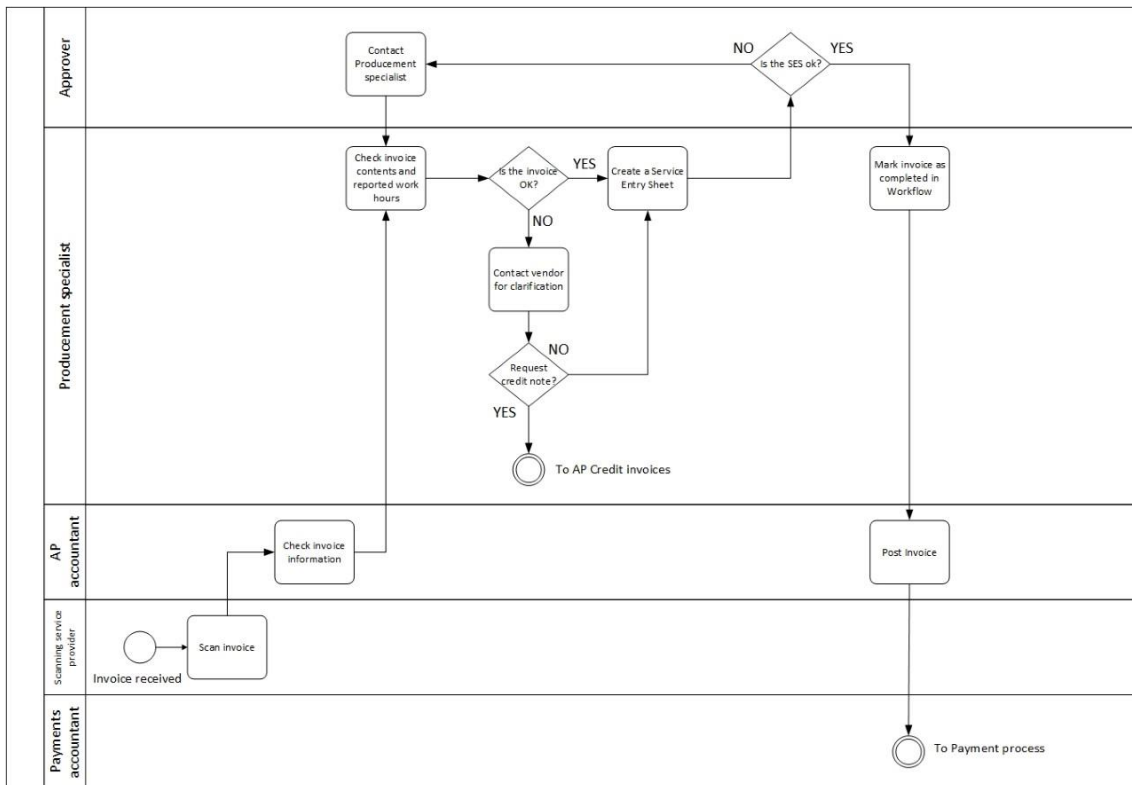 Approver
Contact
Producement
specialist
NO
Is the SES ok?
YES
Producement specialist
Check invoice
contents and
reported work
hours
Is the invoice
OK?
YES
Create a Service
Entry Sheet
Mark invoice as
completed in
Workflow
NO
Contact vendor
for clarification
NO
Request
credit note?
YES
To AP Credit invoices
AP
accountant
Check invoice
information
Post Invoice
Scanning service
provider
Scan invoice
Invoice received
Payments
accountant
To Payment process